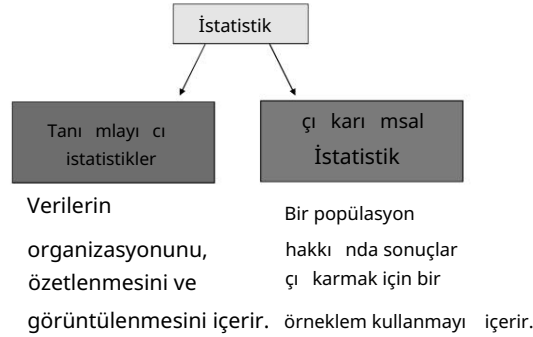 İstatistik
Tanı mlayı cı
istatistikler
çı karı msal
İstatistik
Verilerin
organizasyonunu,
özetlenmesini ve
görüntülenmesini içerir.
Bir popülasyon
hakkı nda sonuçlar
çı karmak için bir
örneklem kullanmayı içerir.